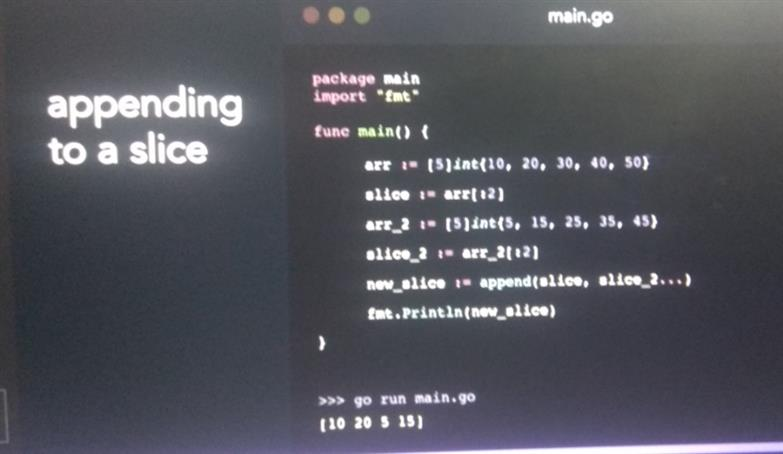 main.go
appending
to a slice
package main
import "fmt"
func main() {
arr := [5]int{10, 20, 30, 40, 50}
slice := arr[:2]
arr_2 := [5]int{5, 15, 25, 35, 45}
slice_2 := arr_2[:2]
new_slice := append(slice, slice_2...)
fmt.Println(new_slice)
}
>>> go run main.go
[10 20 5 15]